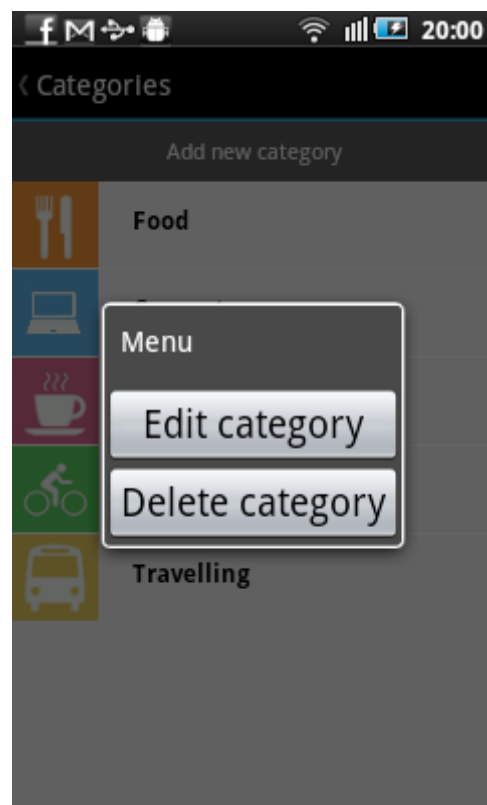 20:00
Categories
Add new category
Food
Menu
Edit category
Delete category
Travelling